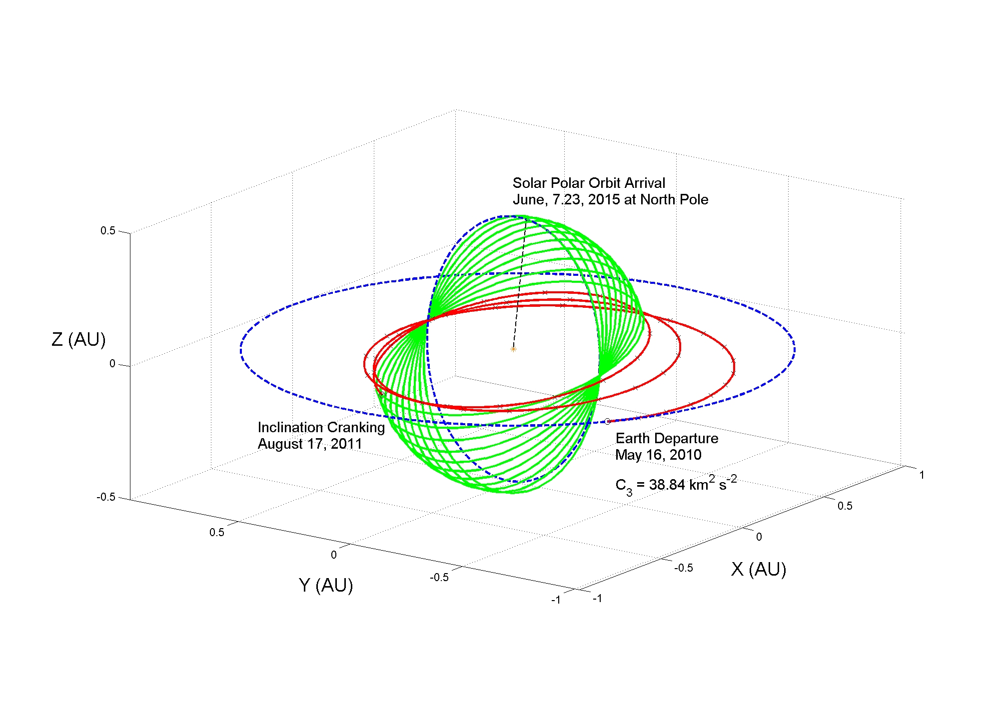 Solar Polar Orbit Arrival
June, 7.23, 2015 at North Pole
0.5
Z (AU)
0
Inclination Cranking
August 17, 2011
Earth Departure
May 16, 2010
C3 = 38.84 km2 s-2
-0.5
1
0.5
0.5
0
0
-0.5
X (AU)
-0.5
Y (AU)
-1
-1